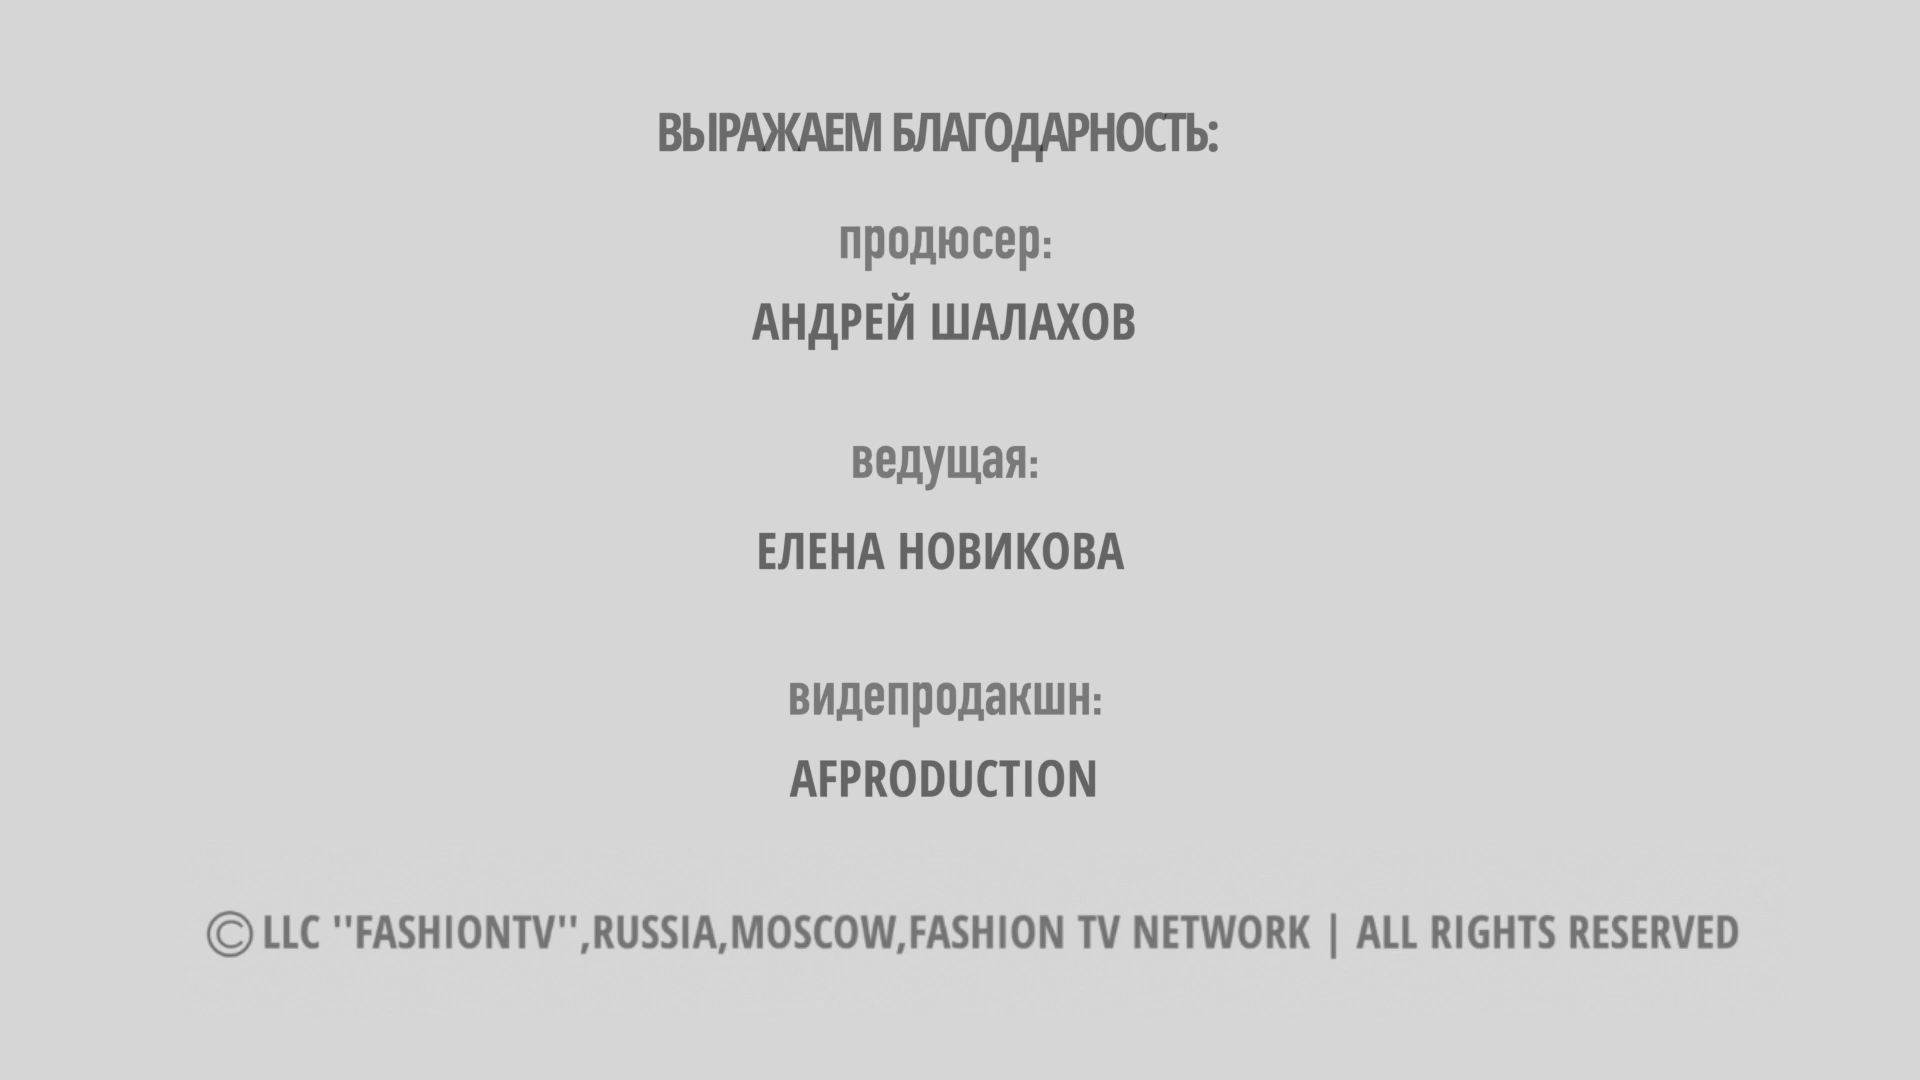 ВЫРАЖАЕМ БЛАГОДАРНОСТЬ:
продюсер:
АНДРЕЙ ШАЛАХОВ
ведущая:
ЕЛЕНА НОВИКОВА
видепродакшн:
AFPRODUCTION
© LLC ''FASHIONTV'',RUSSIA,MOSCOW,FASHION TV NETWORK | ALL RIGHTS RESERVED